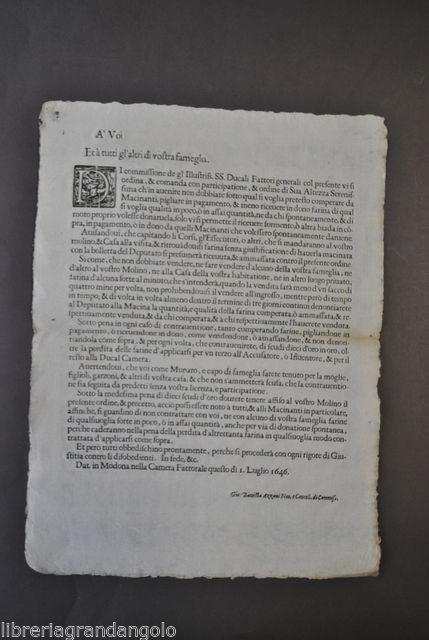 A' Voi
Et à tutti gl'altri di vostra fameglia.
DI commissione de gl'Illustriss. SS. Ducali Fattori generali col presente vi si
ordina, & comanda con participatione, & ordine di Sua Altezza Serenis-
sima ch'in auenire non dobbiate sotto qual si voglia pretesto comperare da
Macinanti, pigliare in pagamento, & meno riceuere in dono farina di qual
si voglia qualità in poco, ò in assai quantità, ne da chi spontaneamente, & di
moto proprio volesse donaruela, solo vi si permette il riceuere formento, ò altra biada in cō-
pra, in pagamento, ò in dono da quelli Macinanti che volessero spontaneamente daruene
Auisandoui, che capitando li Corsi, gl'Essecutori, o altri, che si mandaranno al vostro
molino, & Casa alla visita, & ritrouādoui farina senza giustificatione di hauerla macinata
con la bolletta del Deputato si presumerà riceuuta, & ammassata contro il presente ordine
Si come, che non dobbiate vendere, ne fare vendere d'alcuno della vostra fameglia, ne
d'altro al vostro Molino, ne alla Casa della vostra habitatione, ne in altro luogo priuato,
farina d'alcuna sorte al minuto, che s'intenderà, quando la vendita farà meno d'vn sacco di
quattro mine per volta, non prohibendoui il vendere all'ingrosso, mentre però di tempo
in tempo, & di volta in volta almeno dentro il termine di tre giorni continui denontiarete
al Deputato alla Macina la quantità, & qualità della farina comperata, ò ammassata, & re-
spetiuamente venduta, & da chi comperata, & à chi respetiuamente l'hauerete venduta.
Sotto pena in ogni caso di contrauentione, tanto comperando farine, pigliandone in
pagamento, ò riceuendone in dono, come vendendone, ò amassandone, & non denon-
tiandola come sopra, & per ogni volta, che contrauenirete, di scudi dieci d'oro in oro, ol-
tre la perdita delle farine d'applicarsi per vn terzo all'Accusatore, ò Essecutore, & per il
resto alla Ducal Camera.
Auertendoui, che voi come Munaro, e capo di fameglia sarete tenuto per la moglie,
figliuoli, garzoni, & altri di vostra casa, & che non s'ammetterà scusa, che la contrauentio-
ne sia seguita da predetti senza vostra licenza, e participatione.
Sotto la medesima pena di dieci scudi d'oro dourete tenere affiso al vostro Molino il
presente ordine, & precetto, acciò possi essere noto à tutti, & alli Macinanti in particolare,
affinche, si guardino di non contrattare con voi, ne con alcuno di vostra fameglia farine
di qualsiuoglia sorte in poco, ò in assai quantità, anche per via di donatione spontanea,
perche caderanno nella pena della perdita d'altrettanta farina in qualsiuoglia modo con-
trattata d'applicarsi come sopra.
Et però tutti obbedischino prontamente, perche si procederà con ogni rigore di Giu-
stitia contro li disobedienti. In fede, &c.
Dat. in Modona nella Camera Fattorale questo dì 1. Luglio 1646.
Gio: Battista Not. e Cancel. di Commiss.
libreriagrandangolo